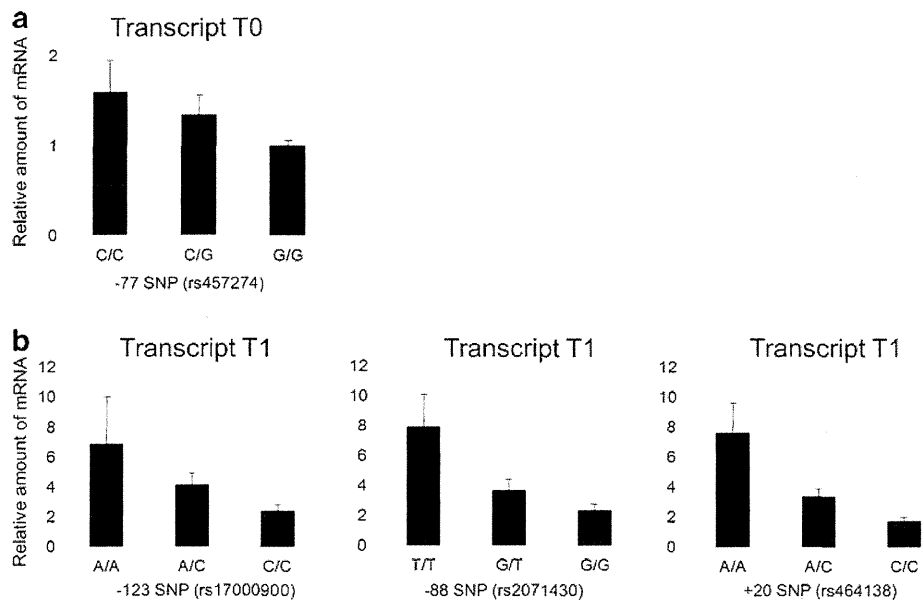 a
Transcript T0
Relative amount of mRNA
2
1
0
C/C C/G G/G
-77 SNP (rs457274)
b
Transcript T1
Relative amount of mRNA
12
10
8
6
4
2
0
A/A A/C C/C
-123 SNP (rs17000900)
Transcript T1
12
10
8
6
4
2
0
T/T G/T G/G
-88 SNP (rs2071430)
Transcript T1
12
10
8
6
4
2
0
A/A A/C C/C
+20 SNP (rs464138)